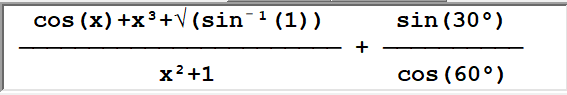 cos(x)+x³+√(sin⁻¹(1)) sin(30°)
+
x²+1 cos(60°)